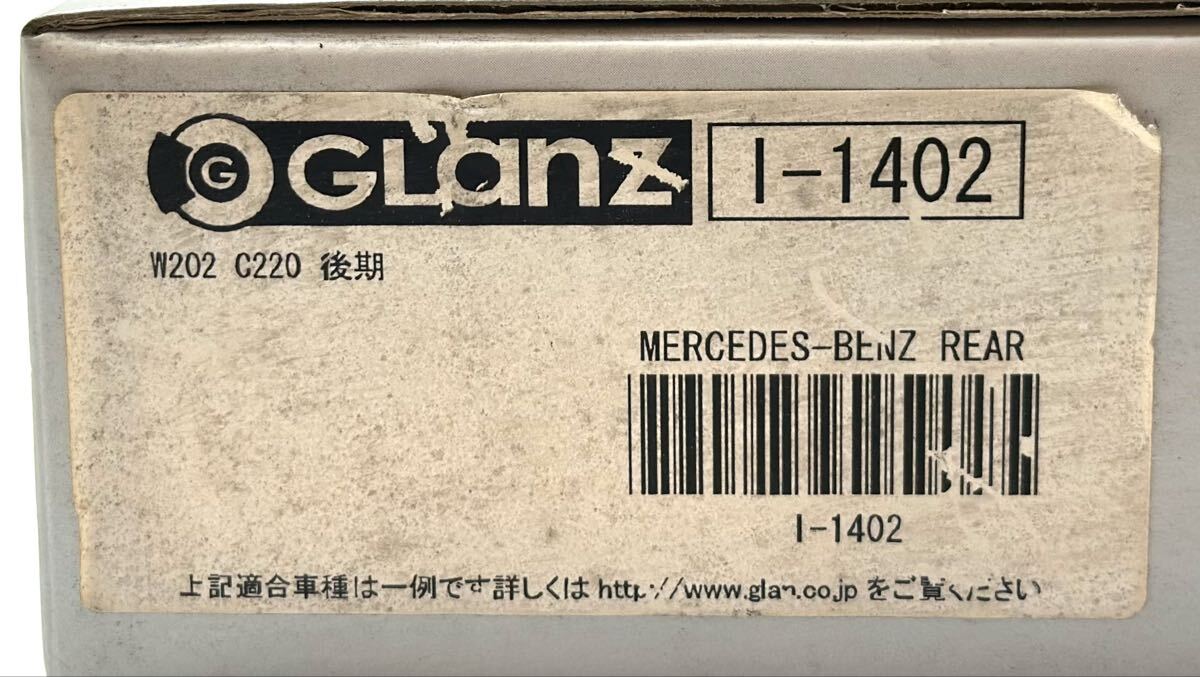 G GLanz I-1402
W202 C220 後期
MERCEDES-BENZ REAR
I-1402
上記適合車種は一例です詳しくは http://www.glan.co.jp をご覧ください